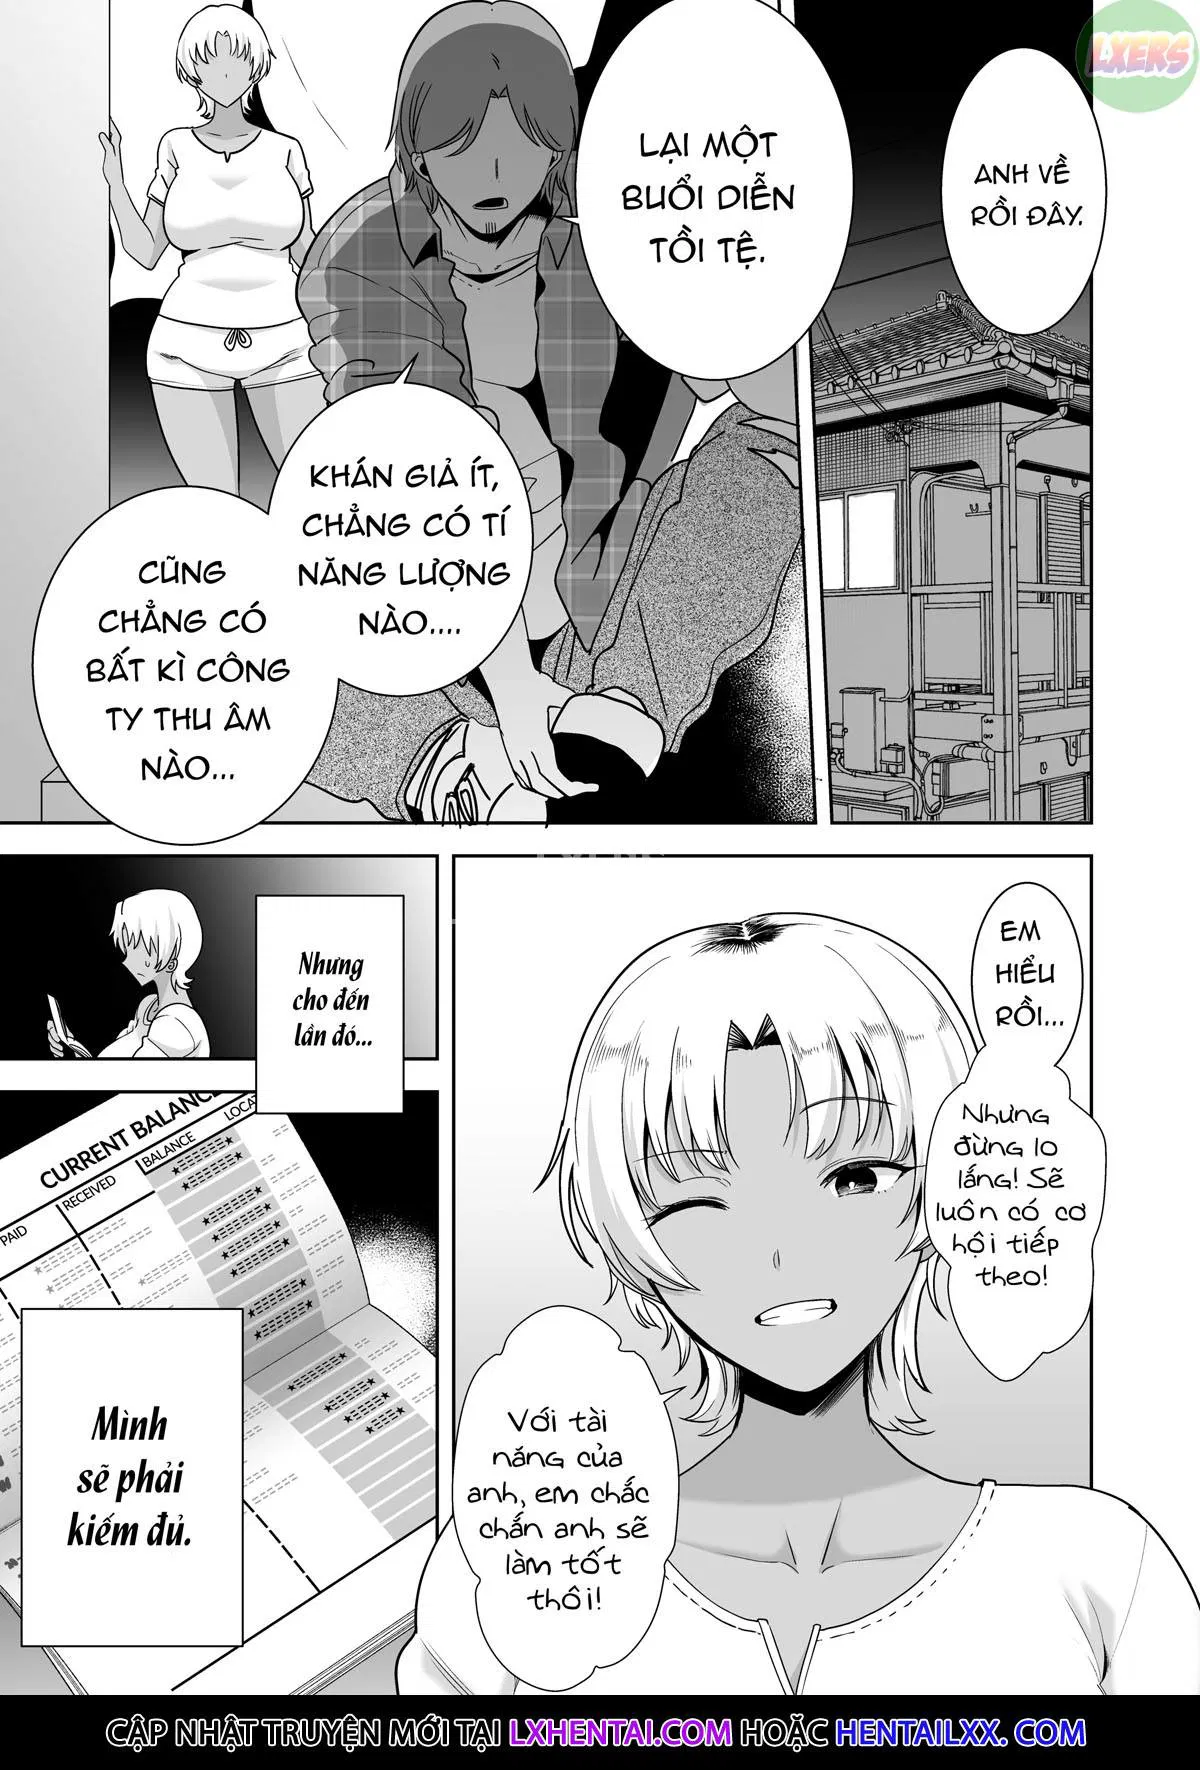 LXERS
ANH VỀ
RỒI ĐÂY.
LẠI MỘT
BUỔI DIỄN
TỒI TỆ.
KHÁN GIẢ ÍT,
CHẲNG CÓ TÍ
NĂNG LƯỢNG
NÀO....
CŨNG
CHẲNG CÓ
BẤT KÌ CÔNG
TY THU ÂM
NÀO...
EM
HIỂU
RỒI...
Nhưng
đừng lo
lắng! Sẽ
luôn có cơ
hội tiếp
theo!
Với tài
năng của
anh, em chắc
chắn anh sẽ
làm tốt
thôi!
Nhưng
cho đến
lần đó...
CURRENT BALANCE
PAID
RECEIVED
BALANCE
LOCAT
Mình
sẽ phải
kiếm đủ.
CẬP NHẬT TRUYỆN MỚI TẠI LXHENTAI.COM HOẶC HENTAILXX. COM